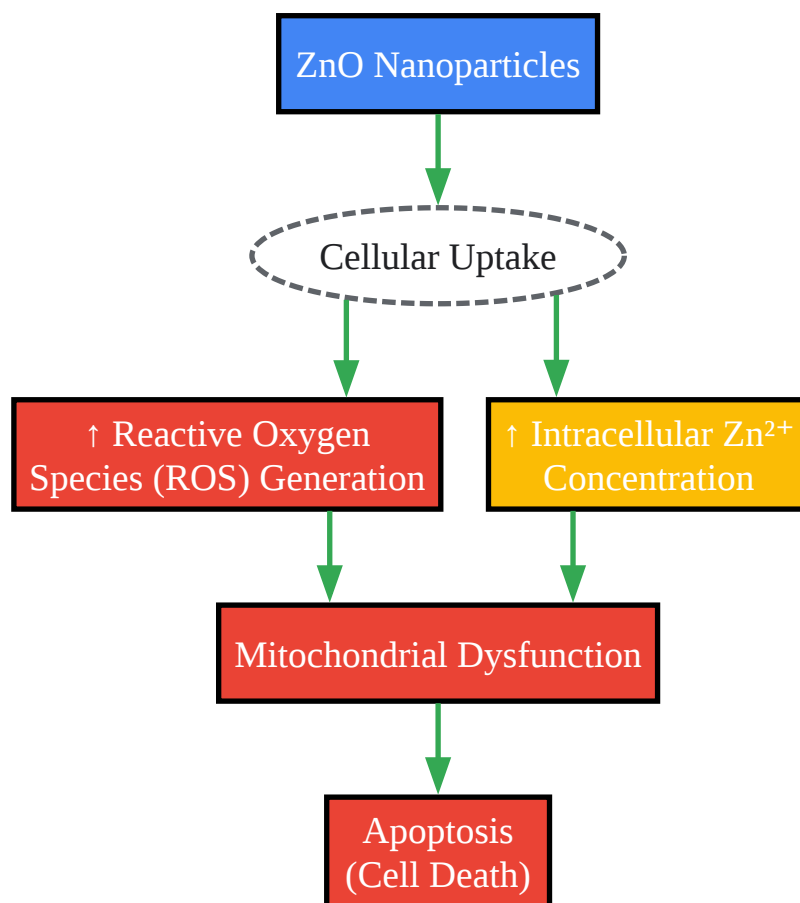 ZnO Nanoparticles
Cellular Uptake
↑ Reactive Oxygen
Species (ROS) Generation
↑ Intracellular Zn²⁺
Concentration
Mitochondrial Dysfunction
Apoptosis
(Cell Death)